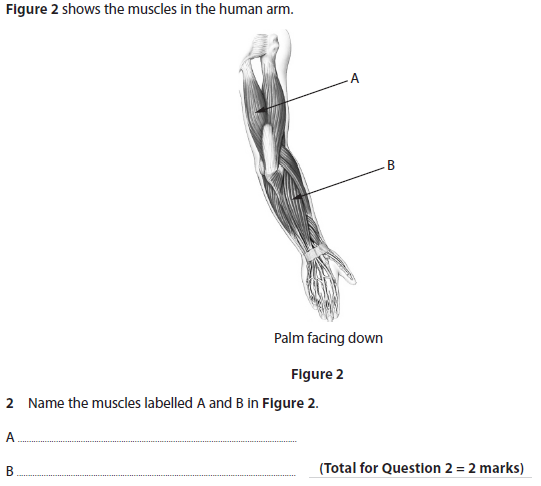 Figure 2 shows the muscles in the human arm.
A
B
Palm facing down
Figure 2
2 Name the muscles labelled A and B in Figure 2.
A
B
(Total for Question 2 = 2 marks)